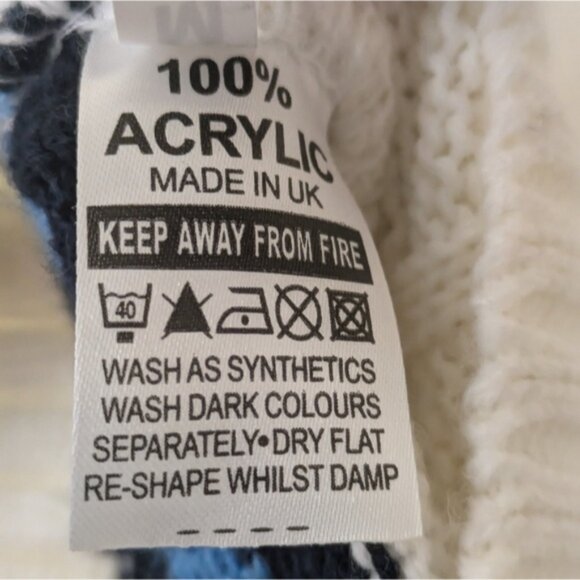 M
100%
ACRYLIC
MADE IN UK
KEEP AWAY FROM FIRE
40
WASH AS SYNTHETICS
WASH DARK COLOURS
SEPARATELY•DRY FLAT
RE-SHAPE WHILST DAMP